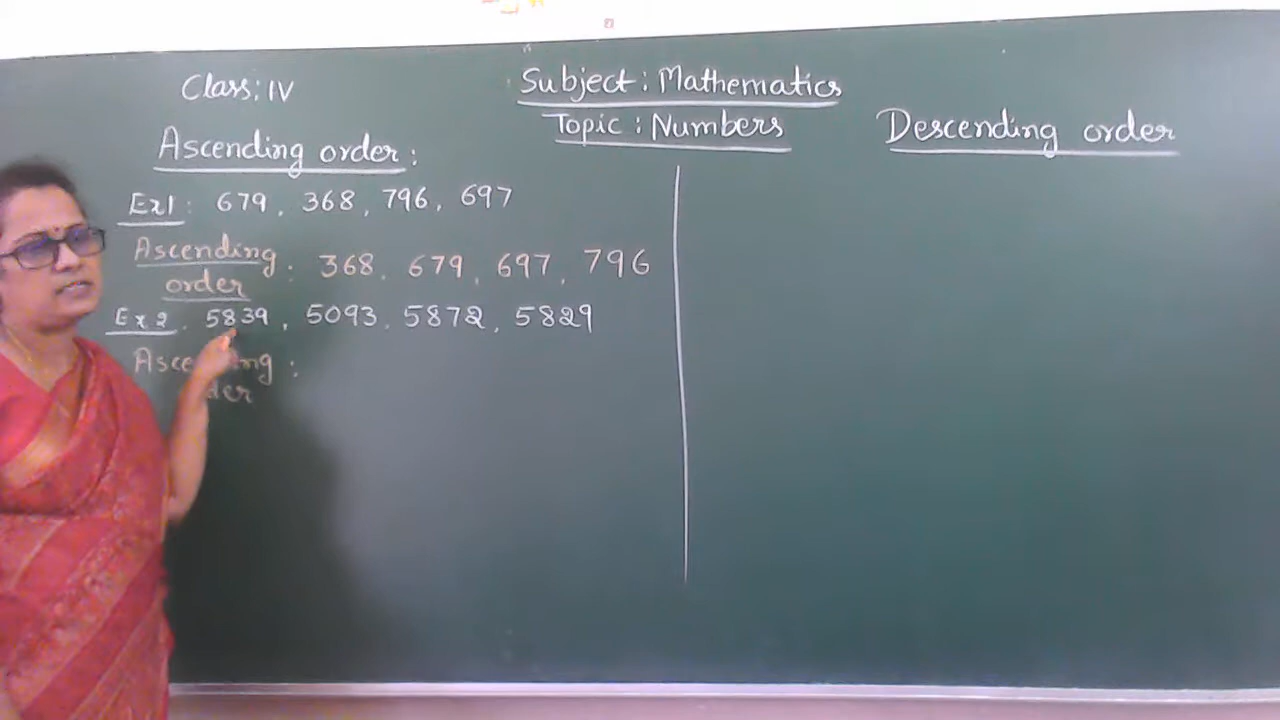 Class: IV
Subject: Mathematics
Topic: Numbers
Ascending order:
Ex1: 679, 368, 796, 697
Ascending
order : 368, 679, 697, 796
Ex2. 5839, 5093, 5872, 5829
Descending order